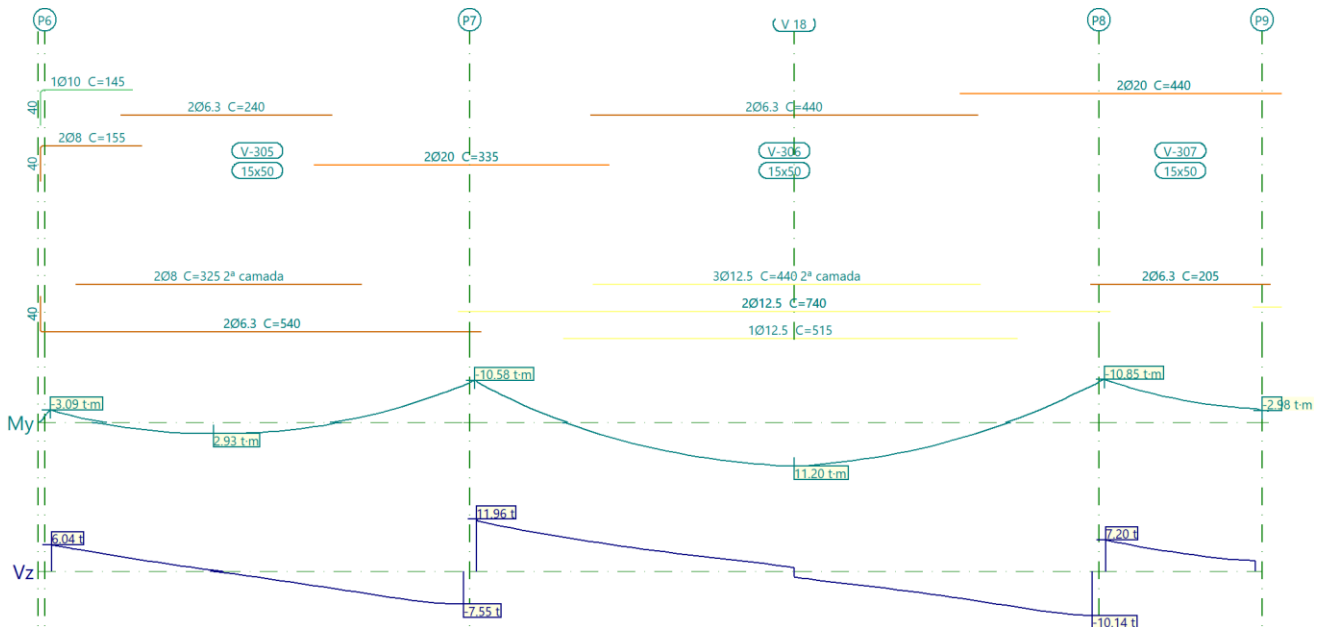 P6
P7
V 18
P8
P9
1Ø10 C=145
40
2Ø6.3 C=240
2Ø6.3 C=440
2Ø20 C=440
2Ø8 C=155
40
V-305
15x50
2Ø20 C=335
V-306
15x50
V-307
15x50
2Ø8 C=325 2ª camada
3Ø12.5 C=440 2ª camada
2Ø6.3 C=205
40
2Ø12.5 C=740
2Ø6.3 C=540
1Ø12.5 C=515
My
-3.09 t·m
2.93 t·m
-10.58 t·m
11.20 t·m
-10.85 t·m
-2.98 t·m
Vz
6.04 t
-7.55 t
11.96 t
-10.14 t
7.20 t